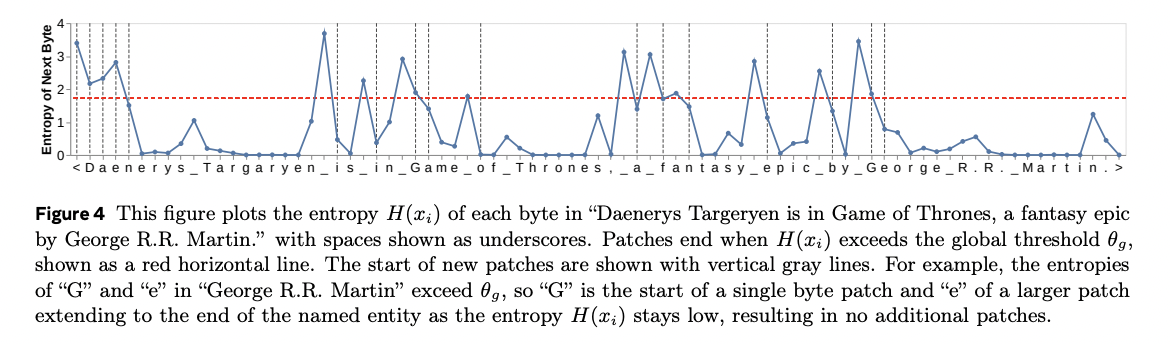 Entropy of Next Byte
4
3
2
1
0
< D a e n e r y s _ T a r g a r y e n _ i s _ i n _ G a m e _ o f _ T h r o n e s , _ a _ f a n t a s y _ e p i c _ b y _ G e o r g e _ R . R . _ M a r t i n . >
Figure 4 This figure plots the entropy H(xᵢ) of each byte in “Daenerys Targeryen is in Game of Thrones, a fantasy epic
by George R.R. Martin.” with spaces shown as underscores. Patches end when H(xᵢ) exceeds the global threshold θg,
shown as a red horizontal line. The start of new patches are shown with vertical gray lines. For example, the entropies
of “G” and “e” in “George R.R. Martin” exceed θg, so “G” is the start of a single byte patch and “e” of a larger patch
extending to the end of the named entity as the entropy H(xᵢ) stays low, resulting in no additional patches.